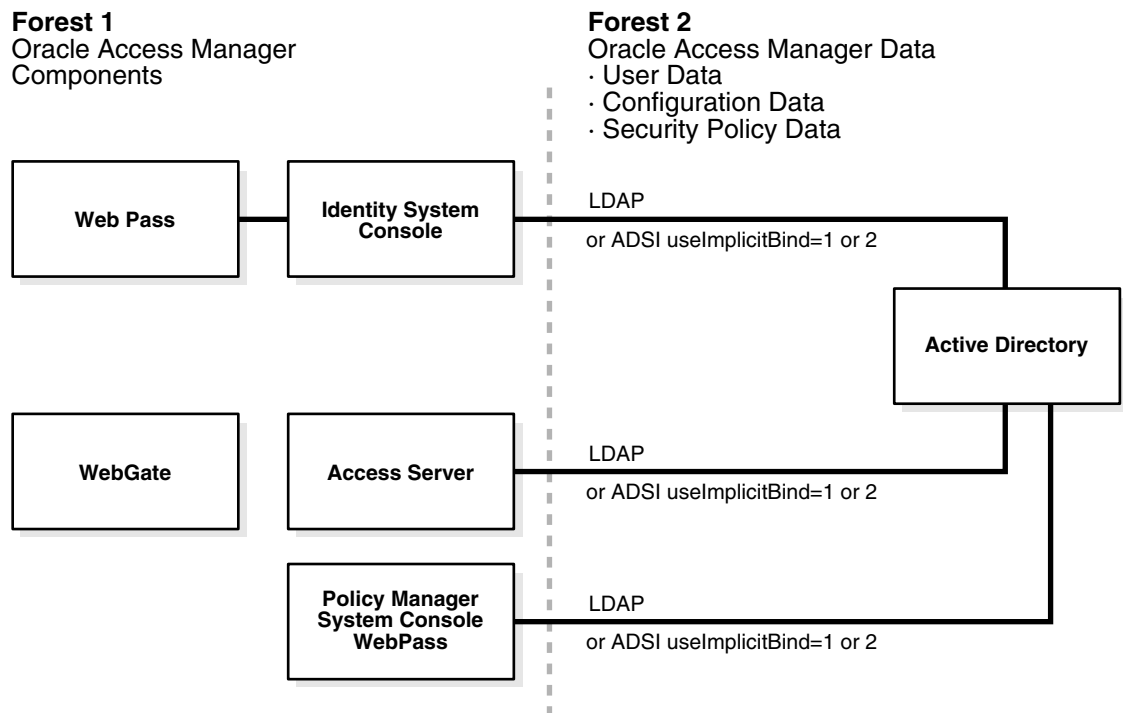 Forest 1
Oracle Access Manager
Components
Forest 2
Oracle Access Manager Data
· User Data
· Configuration Data
· Security Policy Data
Web Pass
Identity System
Console
LDAP
or ADSI useImplicitBind=1 or 2
Active Directory
WebGate
Access Server
LDAP
or ADSI useImplicitBind=1 or 2
Policy Manager
System Console
WebPass
LDAP
or ADSI useImplicitBind=1 or 2